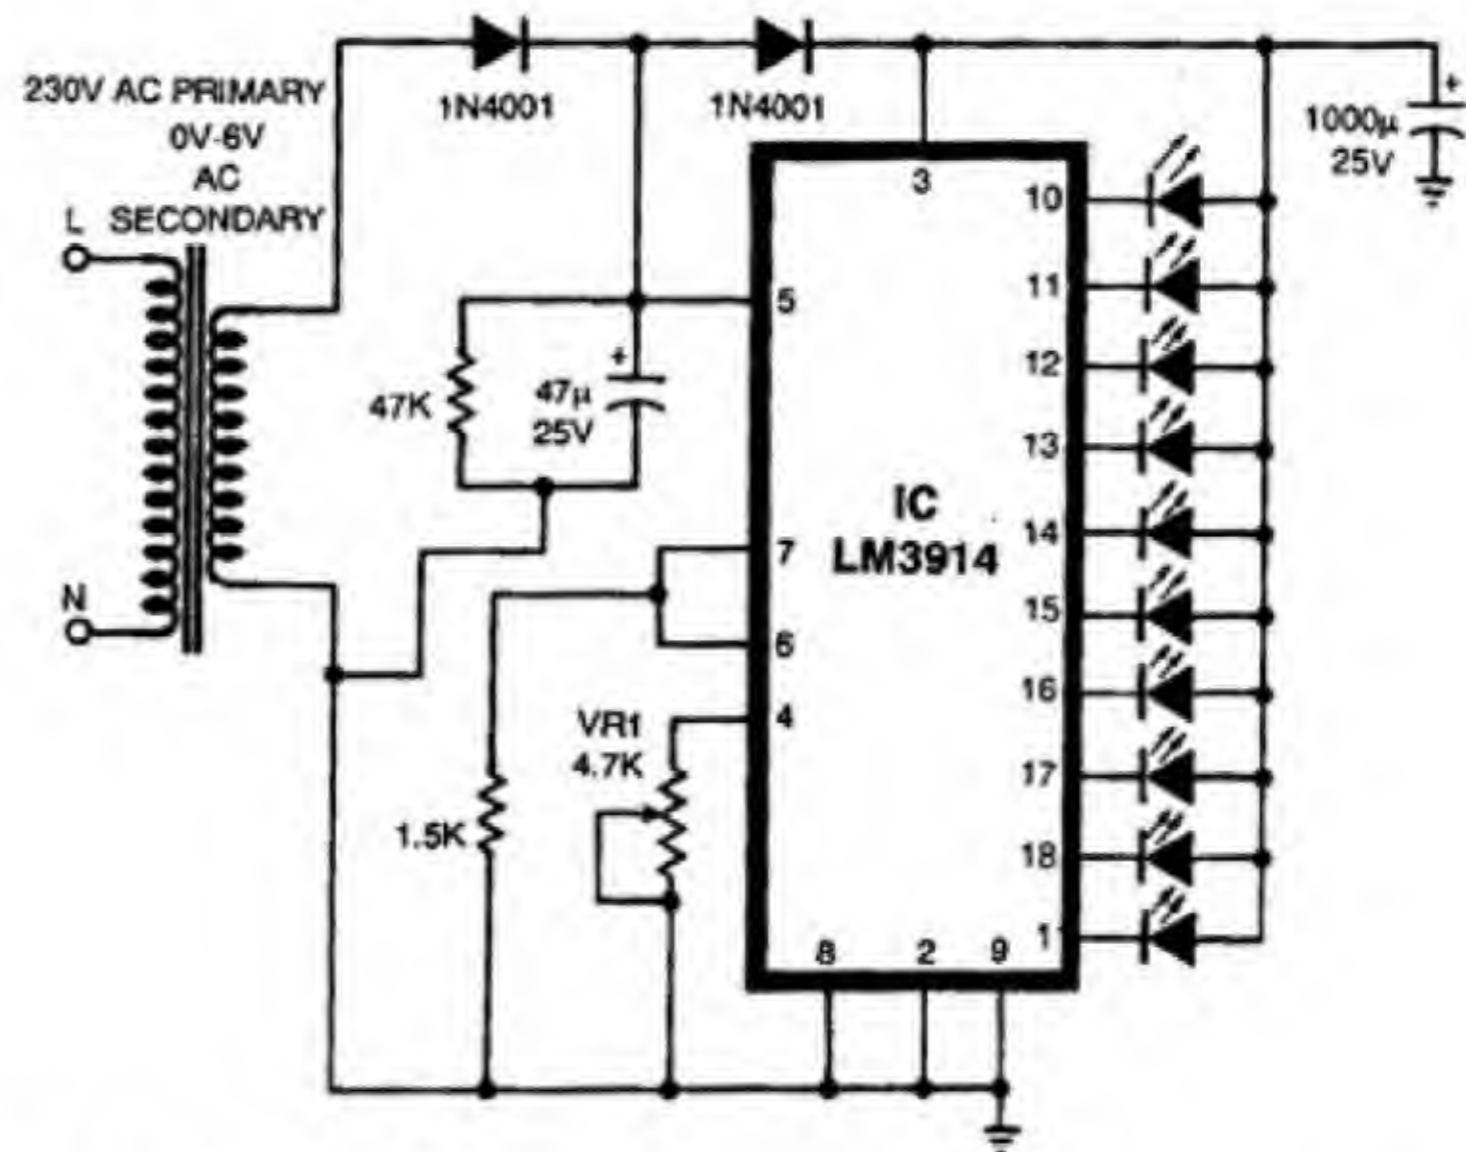 230V AC PRIMARY
0V-6V
AC
SECONDARY
L
N
1N4001
1N4001
1000µ
25V
+
3
10
11
12
13
14
15
16
17
18
1
5
7
6
4
8
2
9
47K
+
47µ
25V
IC
LM3914
VR1
4.7K
1.5K